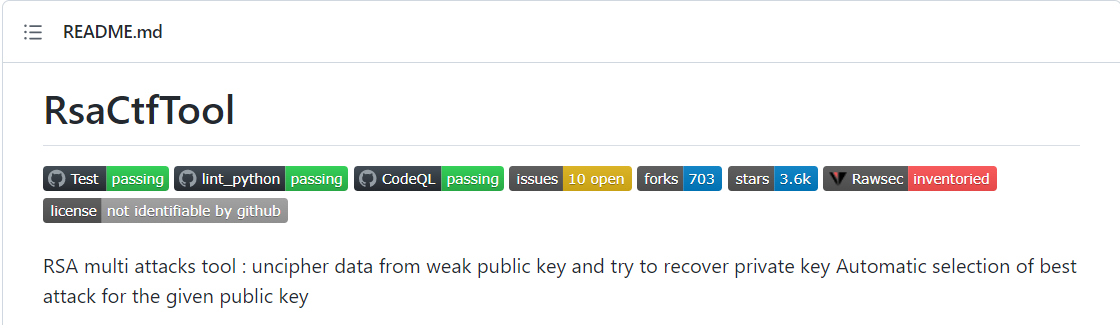 README.md
RsaCtfTool
Test passing lint_python passing CodeQL passing issues 10 open forks 703 stars 3.6k Rawsec inventoried
license not identifiable by github
RSA multi attacks tool : uncipher data from weak public key and try to recover private key Automatic selection of best
attack for the given public key